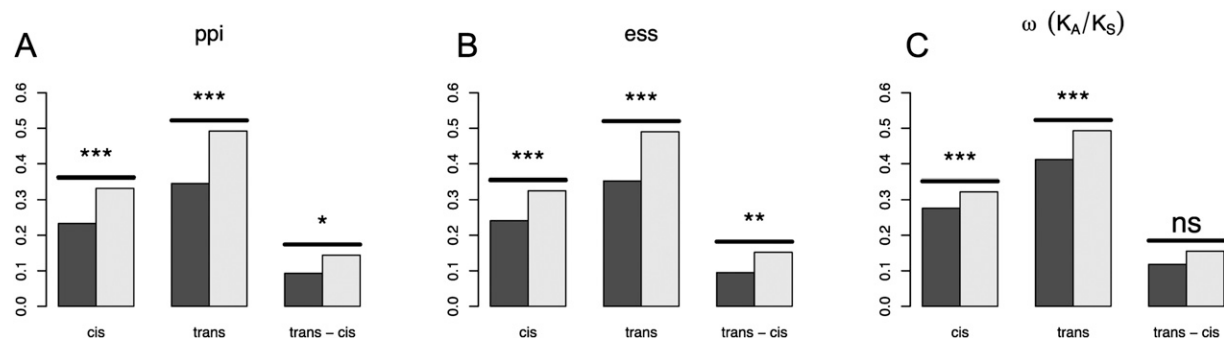 A
ppi
0.0 0.1 0.2 0.3 0.4 0.5 0.6
***
***
*
cis trans trans – cis
B
ess
0.0 0.1 0.2 0.3 0.4 0.5 0.6
***
***
**
cis trans trans – cis
C
ω (K_A/K_S)
0.0 0.1 0.2 0.3 0.4 0.5 0.6
***
***
ns
cis trans trans – cis